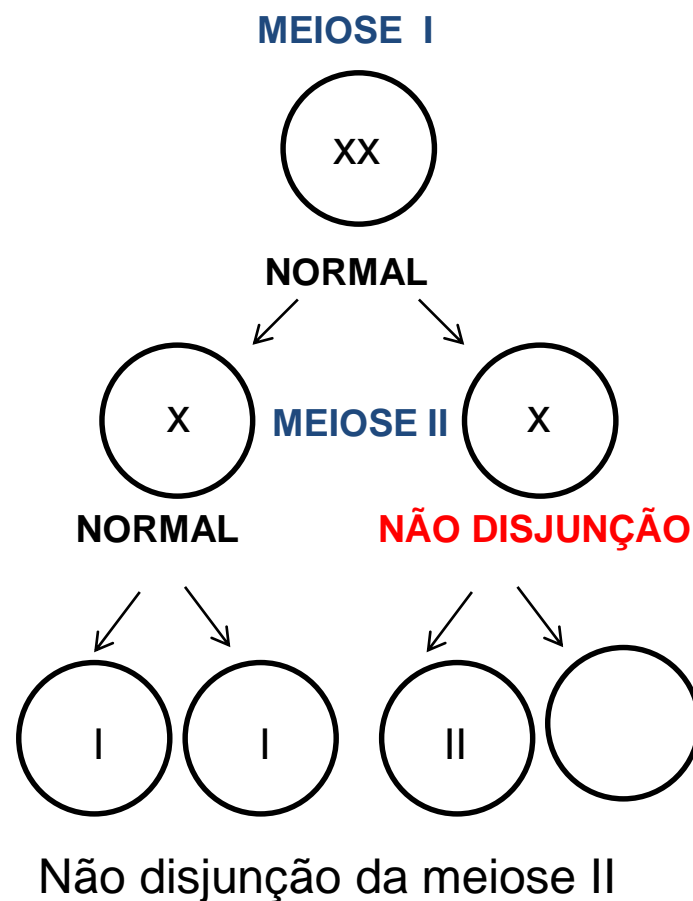 MEIOSE I
XX
NORMAL
X
MEIOSE II
X
NORMAL
NÃO DISJUNÇÃO
I
I
II
Não disjunção da meiose II